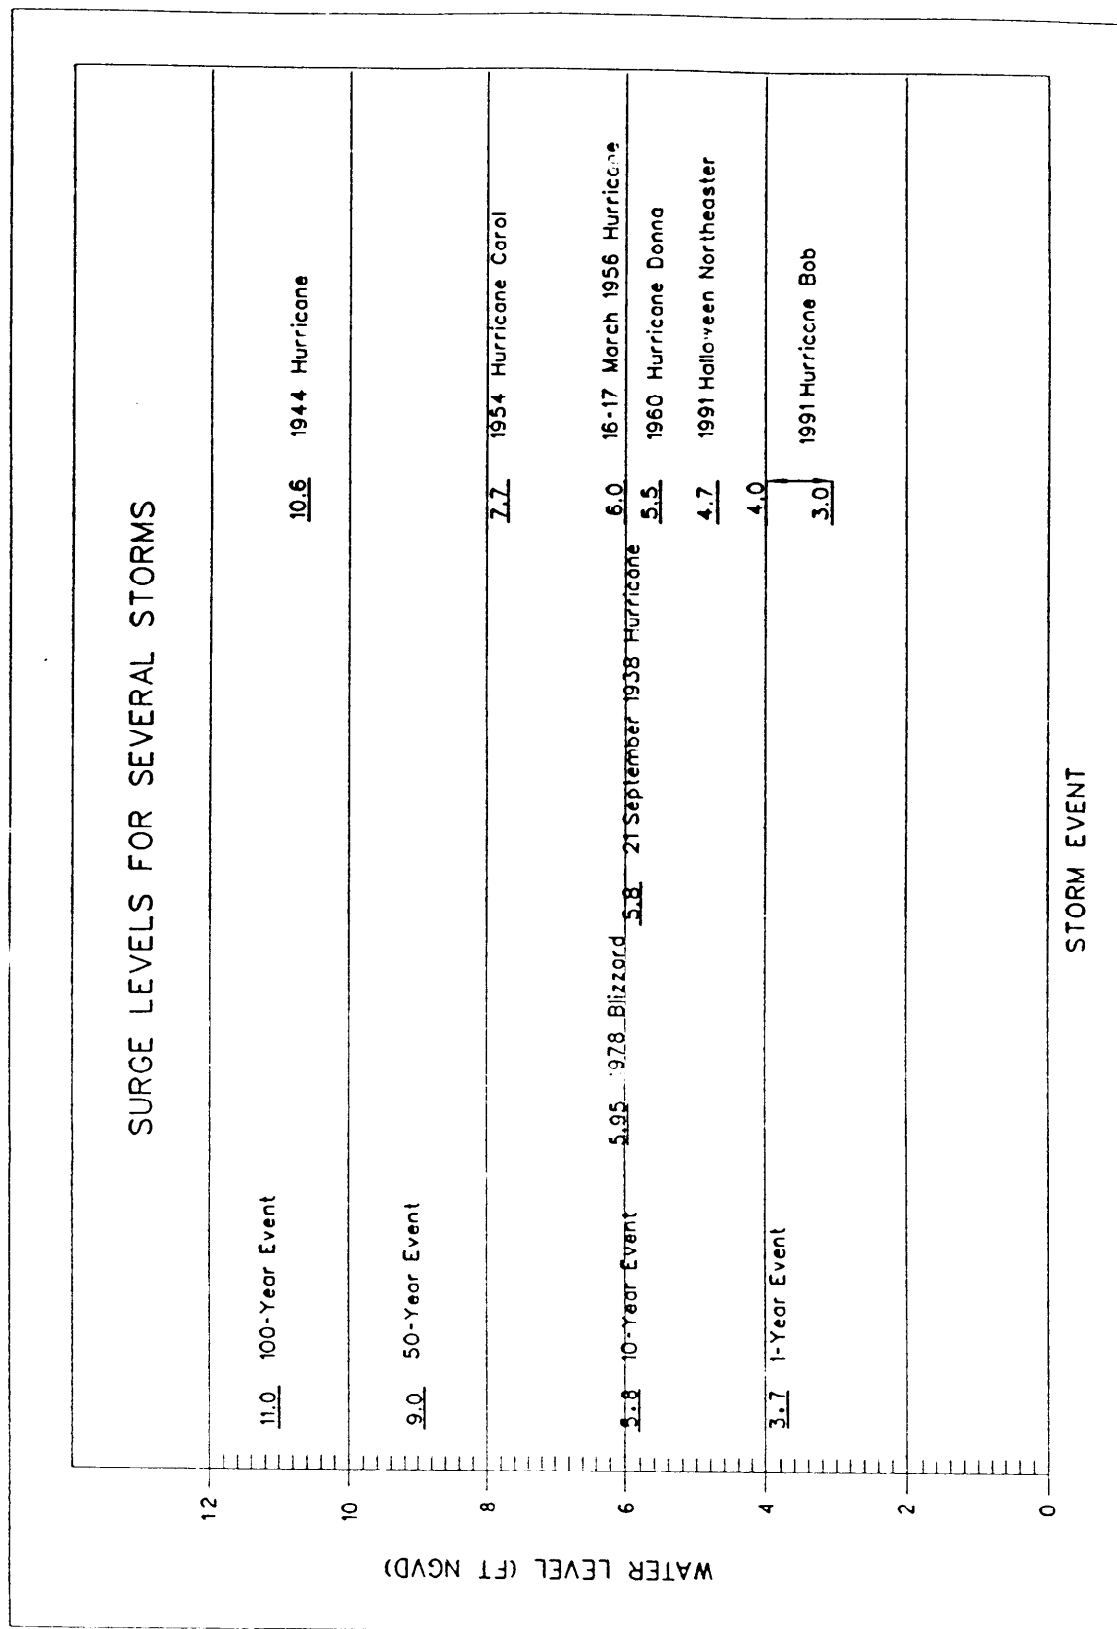 SURGE LEVELS FOR SEVERAL STORMS
WATER LEVEL (FT NGVD)
12
10
8
6
4
2
0
11.0 100-Year Event
9.0 50-Year Event
5.8 10-Year Event
3.7 1-Year Event
5.95 1978 Blizzard
5.8 21 September 1938 Hurricane
10.6 1944 Hurricane
7.7 1954 Hurricane Carol
6.0 16-17 March 1956 Hurricane
5.5 1960 Hurricane Donna
4.7 1991 Halloween Northeaster
4.0
3.0
1991 Hurricane Bob
STORM EVENT